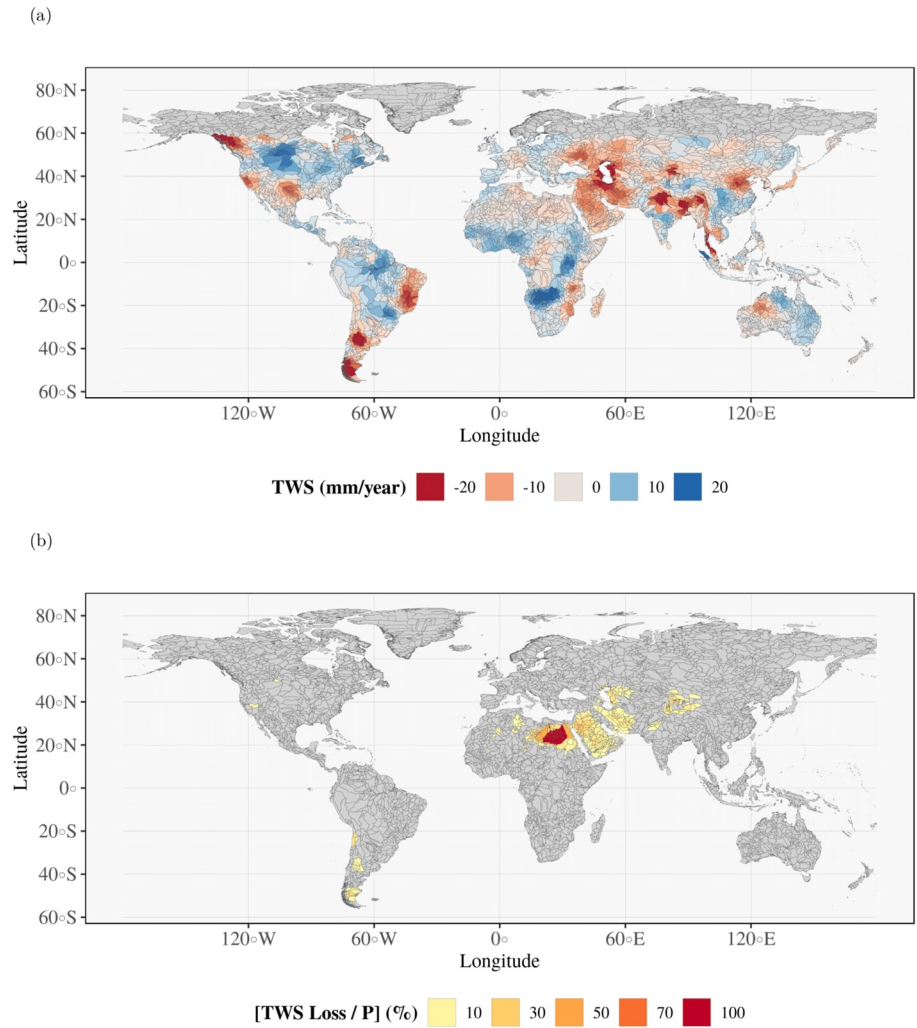 (a)
80◦N
60◦N
40◦N
20◦N
0◦
20◦S
40◦S
60◦S
Latitude
120◦W 60◦W 0◦ 60◦E 120◦E
Longitude
TWS (mm/year) -20 -10 0 10 20
(b)
80◦N
60◦N
40◦N
20◦N
0◦
20◦S
40◦S
60◦S
Latitude
120◦W 60◦W 0◦ 60◦E 120◦E
Longitude
[TWS Loss / P] (%) 10 30 50 70 100